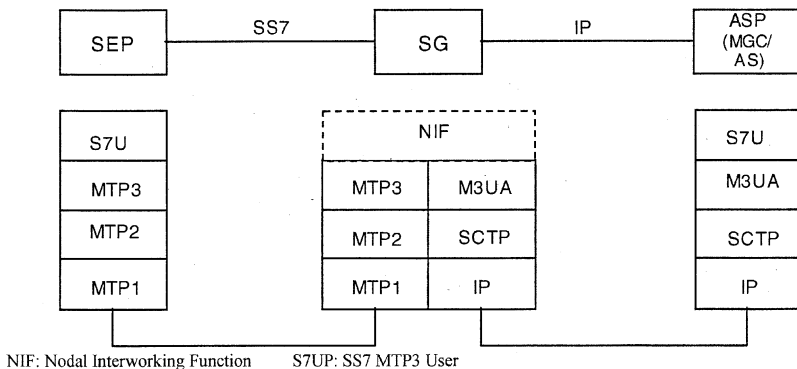 SEP
SS7
SG
IP
ASP
(MGC/
AS)
S7U
MTP3
MTP2
MTP1
NIF
MTP3
M3UA
MTP2
SCTP
MTP1
IP
S7U
M3UA
SCTP
IP
NIF: Nodal Interworking Function S7UP: SS7 MTP3 User